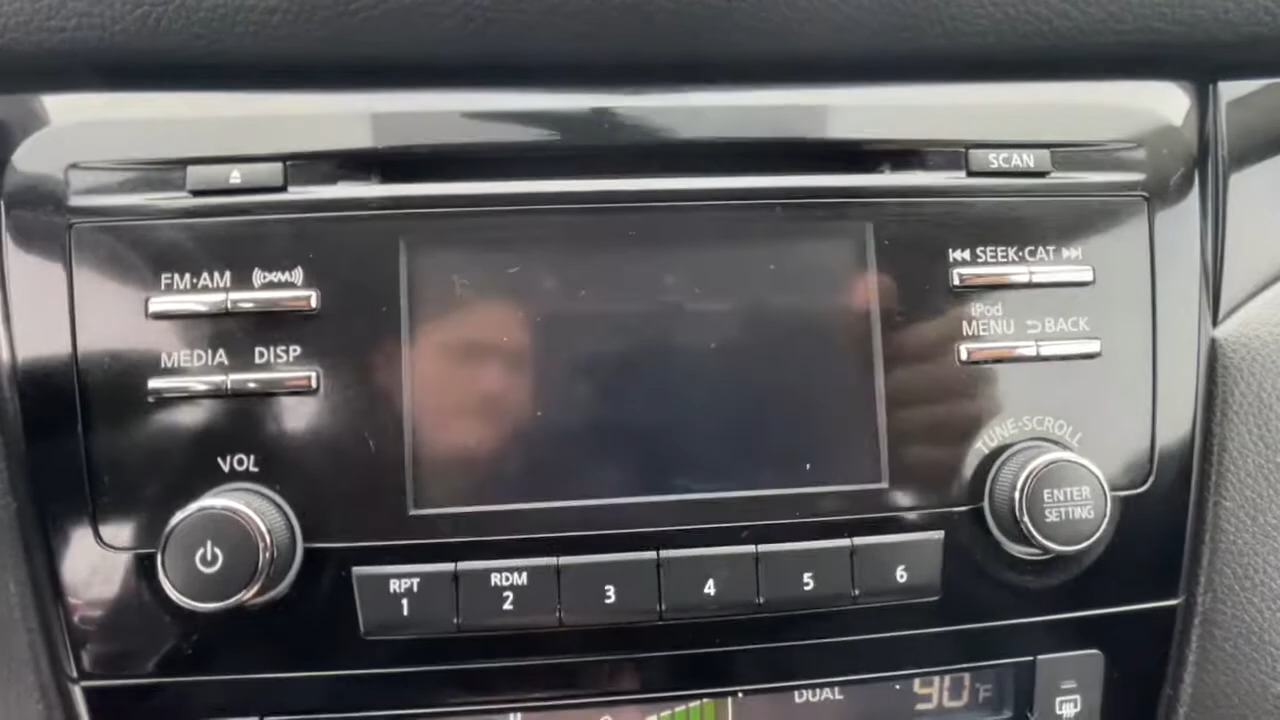 SCAN
FM·AM
XM
SEEK·CAT
iPod
MENU
BACK
MEDIA
DISP
TUNE·SCROLL
VOL
ENTER
SETTING
RPT
1
RDM
2
3
4
5
6
DUAL
90°F